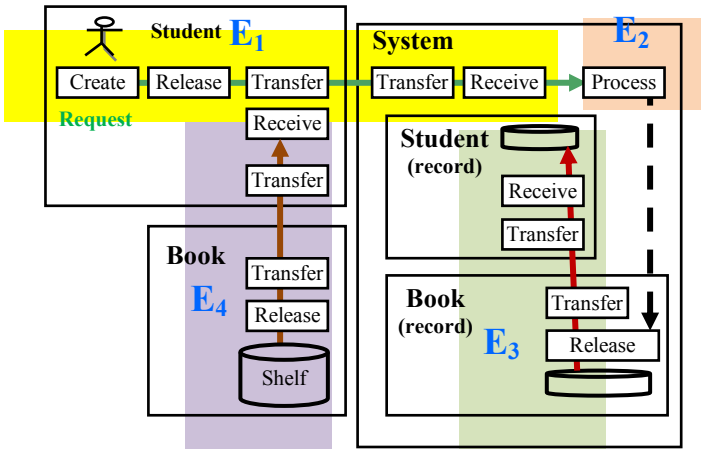 Student E1
System
E2
Create
Release
Transfer
Transfer
Receive
Process
Request
Receive
Transfer
Student
(record)
Receive
Transfer
Book
E4
Transfer
Release
Shelf
Book
(record)
E3
Transfer
Release